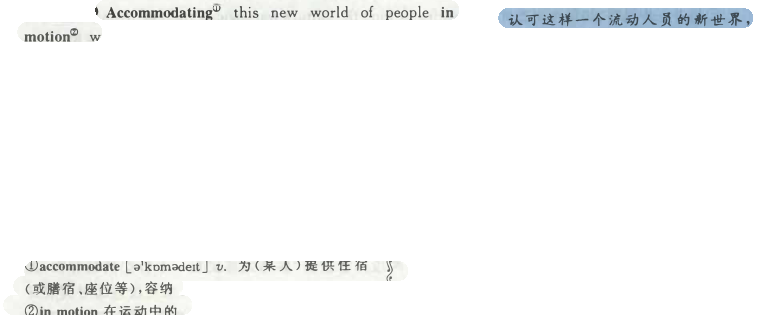 Accommodating① this new world of people in
motion② w
认可这样一个流动人员的新世界,
①accommodate [ə'kɒmədeɪt] v. 为(某人)提供住宿
(或膳宿、座位等),容纳
②in motion 在运动中的